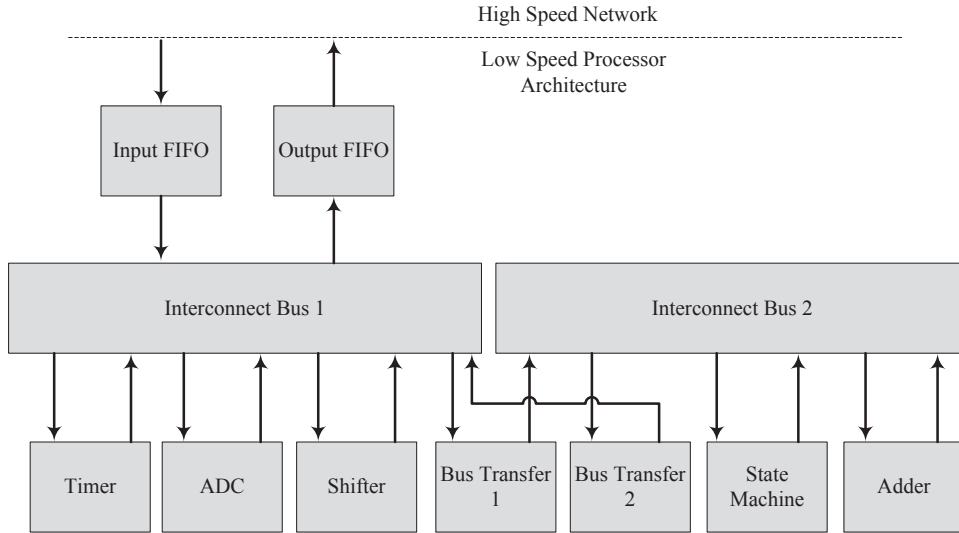 High Speed Network
Low Speed Processor
Architecture
Input FIFO
Output FIFO
Interconnect Bus 1
Interconnect Bus 2
Timer
ADC
Shifter
Bus Transfer
1
Bus Transfer
2
State
Machine
Adder